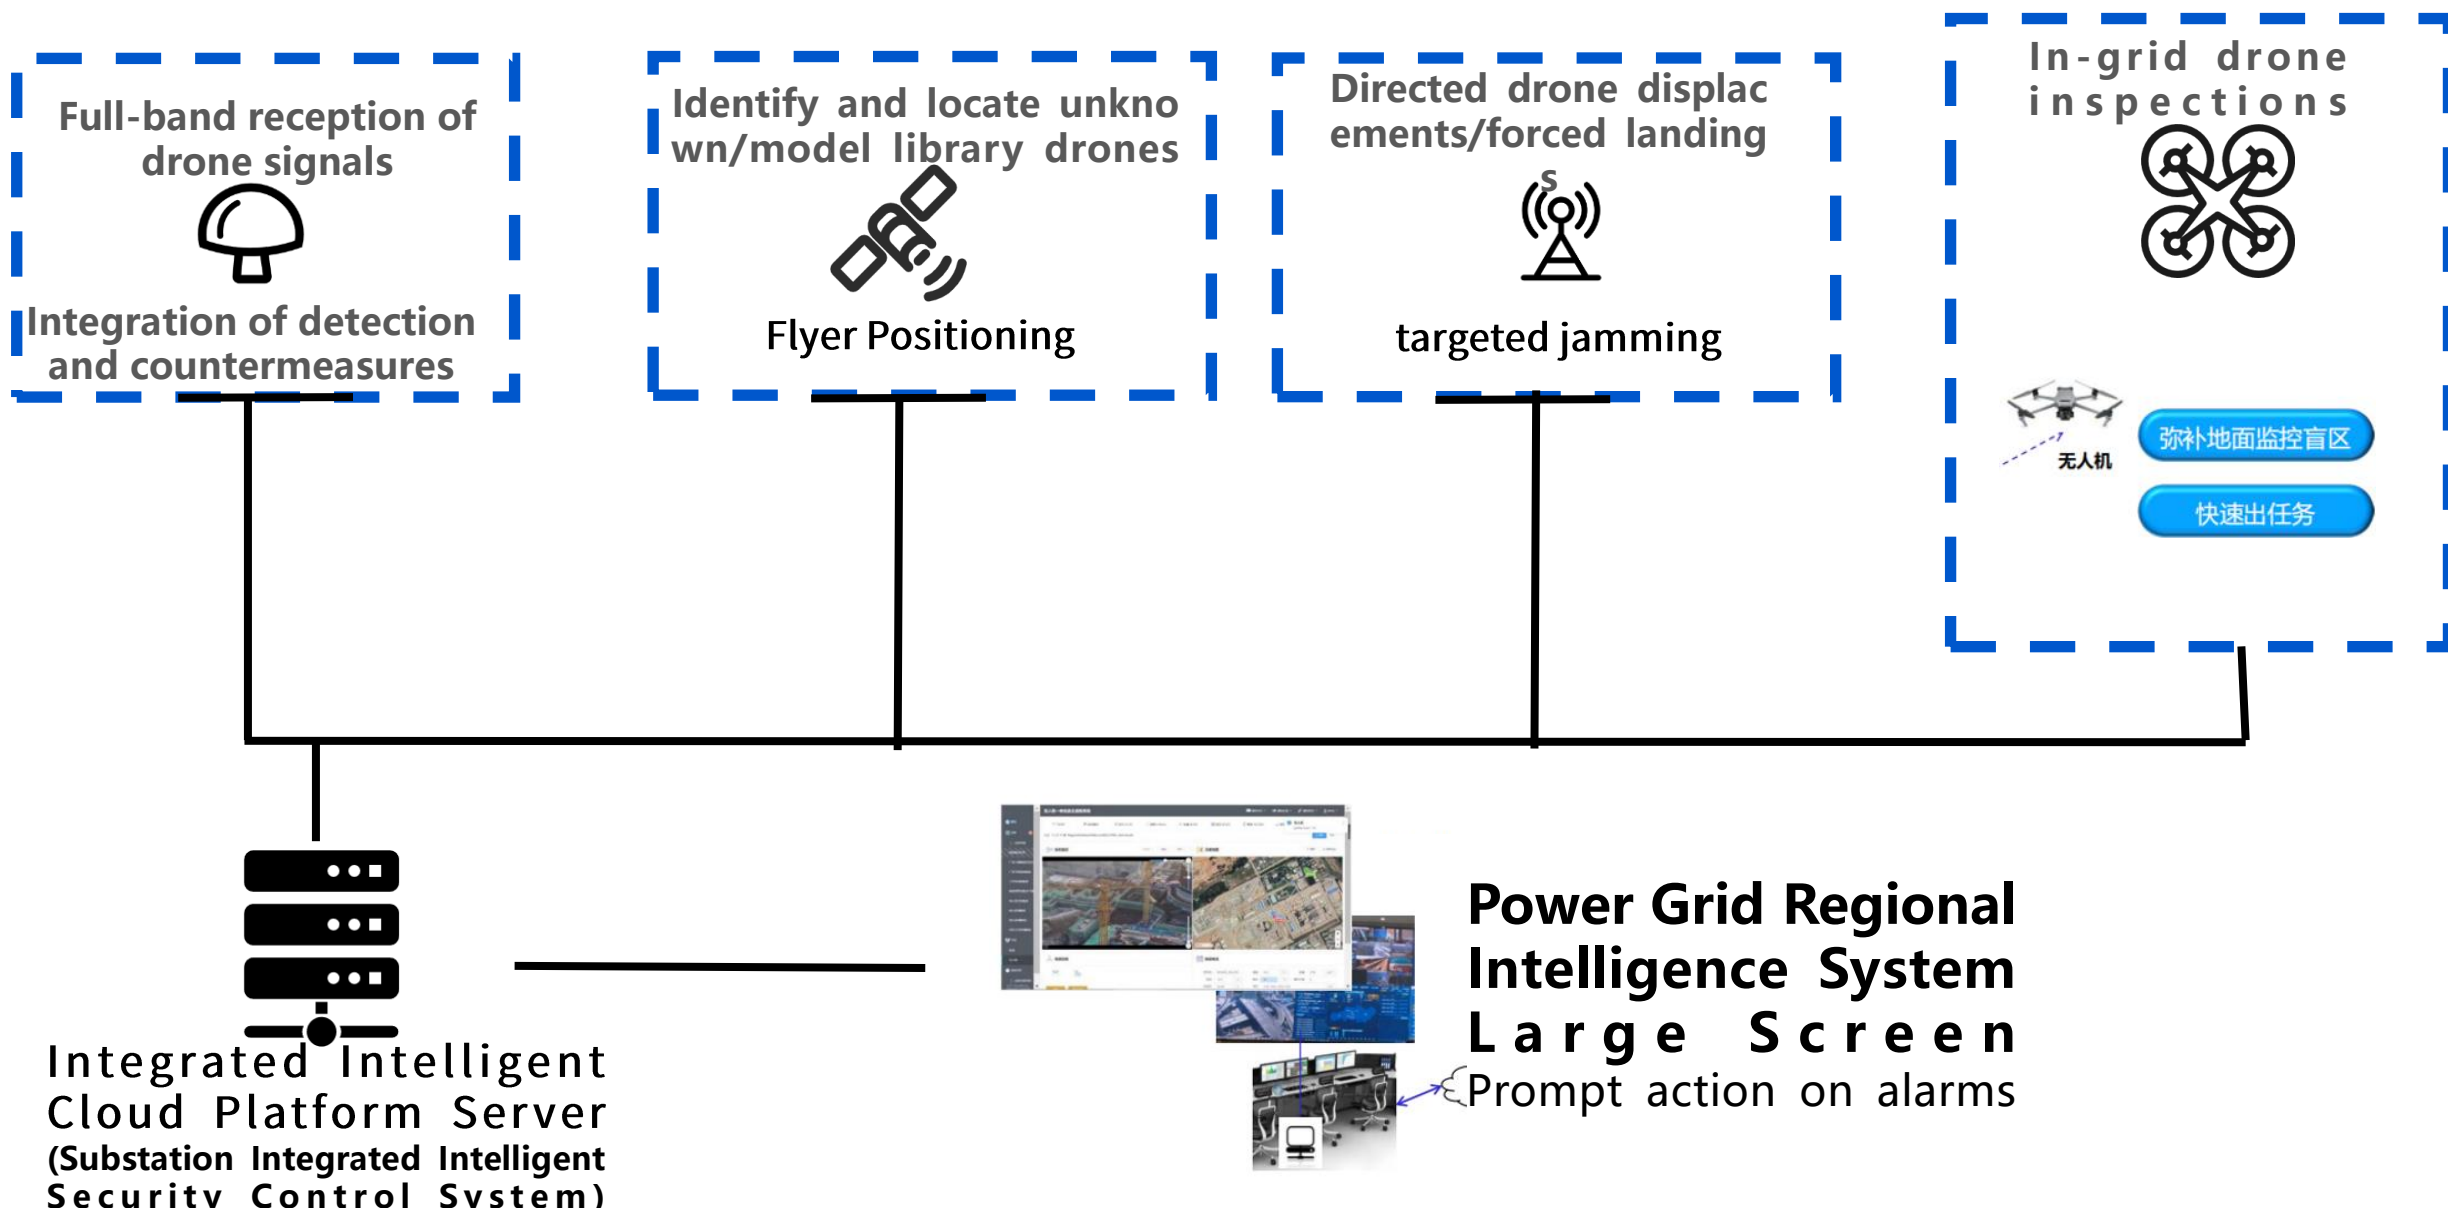 Full-band reception of
drone signals
Integration of detection
and countermeasures
Identify and locate unkno
wn/model library drones
Flyer Positioning
Directed drone displac
ements/forced landing
s
targeted jamming
In-grid drone
inspections
无人机
弥补地面监控盲区
快速出任务
Integrated Intelligent
Cloud Platform Server
(Substation Integrated Intelligent
Security Control System)
Power Grid Regional
Intelligence System
Large Screen
Prompt action on alarms